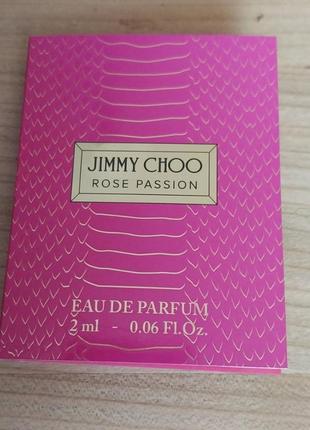 JIMMY CHOO
ROSE PASSION
EAU DE PARFUM
2 ml - 0.06 Fl.Oz.